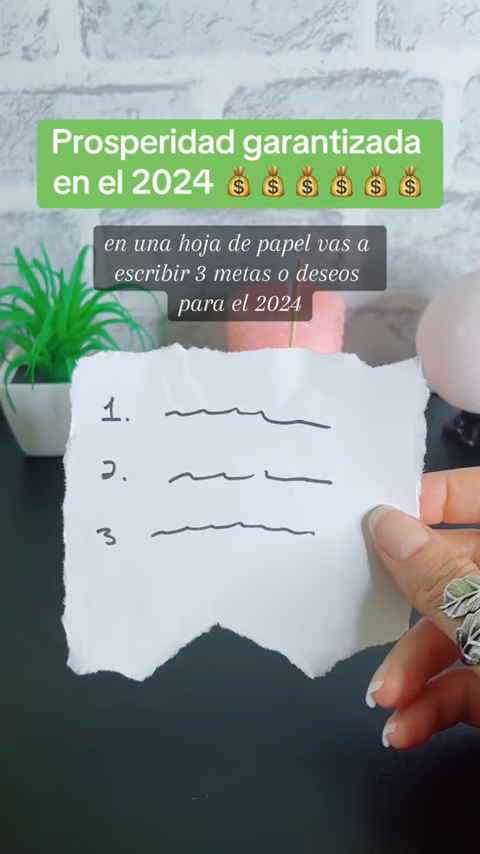 Prosperidad garantizada
en el 2024 💰💰💰💰💰💰
en una hoja de papel vas a
escribir 3 metas o deseos
para el 2024
1.
2.
3